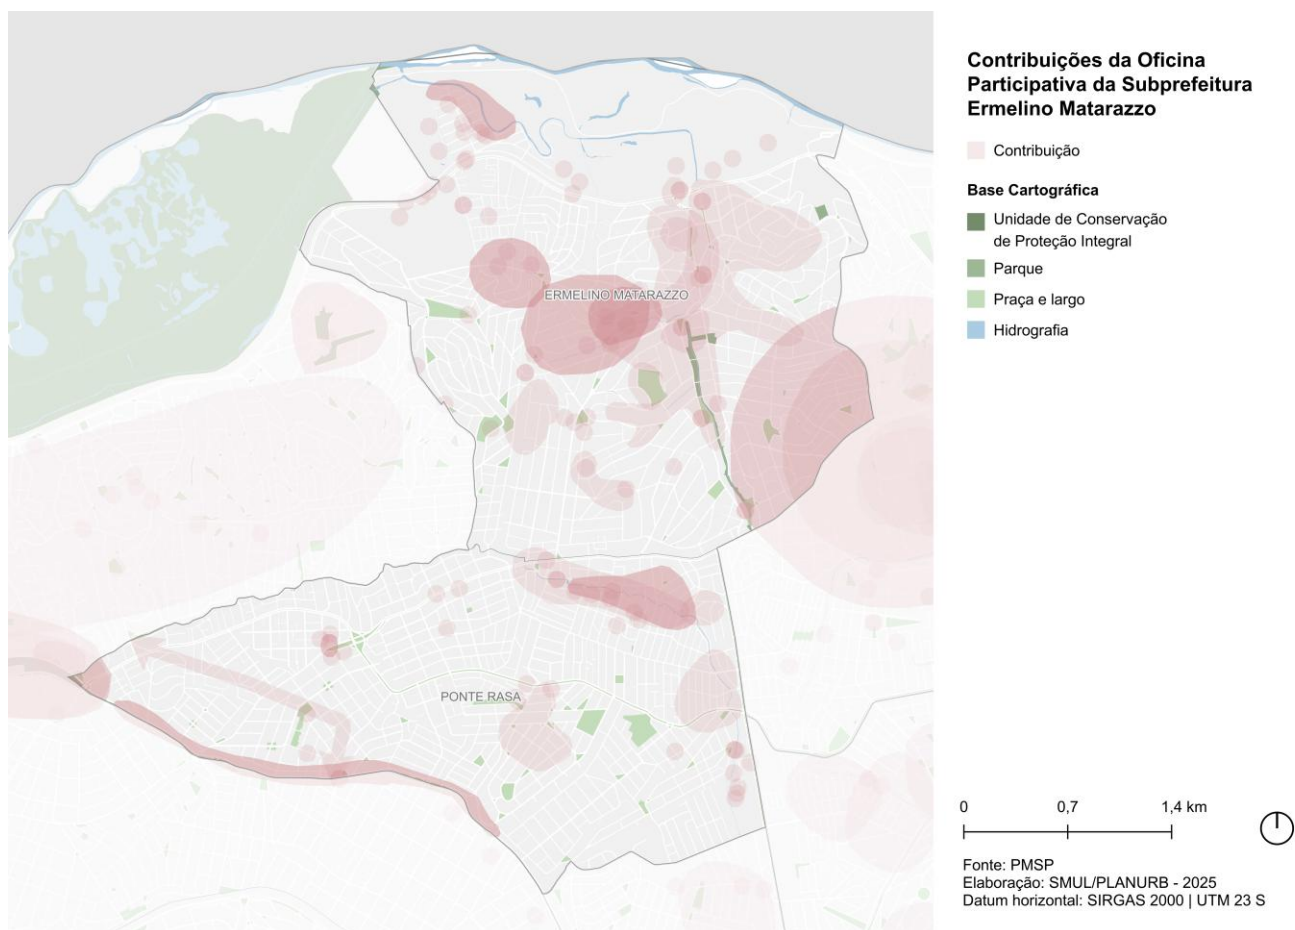 Contribuições da Oficina
Participativa da Subprefeitura
Ermelino Matarazzo
Contribuição
Base Cartográfica
Unidade de Conservação
de Proteção Integral
Parque
Praça e largo
Hidrografia
ERMELINO MATARAZZO
PONTE RASA
0 0,7 1,4 km
Fonte: PMSP
Elaboração: SMUL/PLANURB - 2025
Datum horizontal: SIRGAS 2000 | UTM 23 S